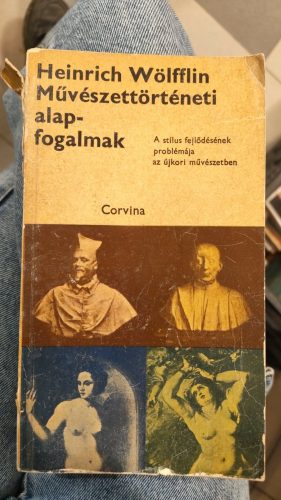 Heinrich Wölfflin
Művészettörténeti
alap-
fogalmak
A stílus fejlődésének
problémája
az újkori művészetben
Corvina